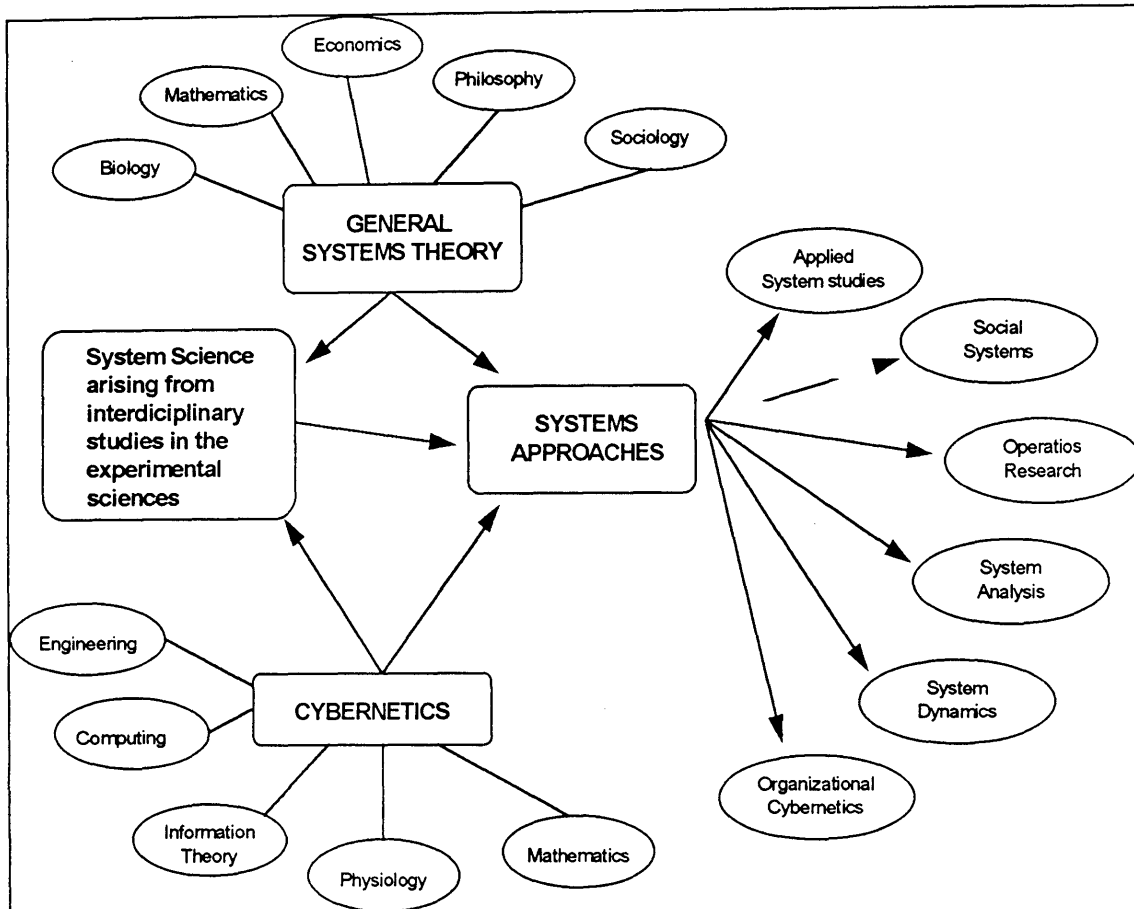 Economics
Mathematics
Philosophy
Biology
Sociology
GENERAL
SYSTEMS THEORY
Applied
System studies
Social
Systems
System Science
arising from
interdiciplinary
studies in the
experimental
sciences
SYSTEMS
APPROACHES
Operatios
Research
System
Analysis
Engineering
CYBERNETICS
System
Dynamics
Computing
Organizational
Cybernetics
Information
Theory
Physiology
Mathematics